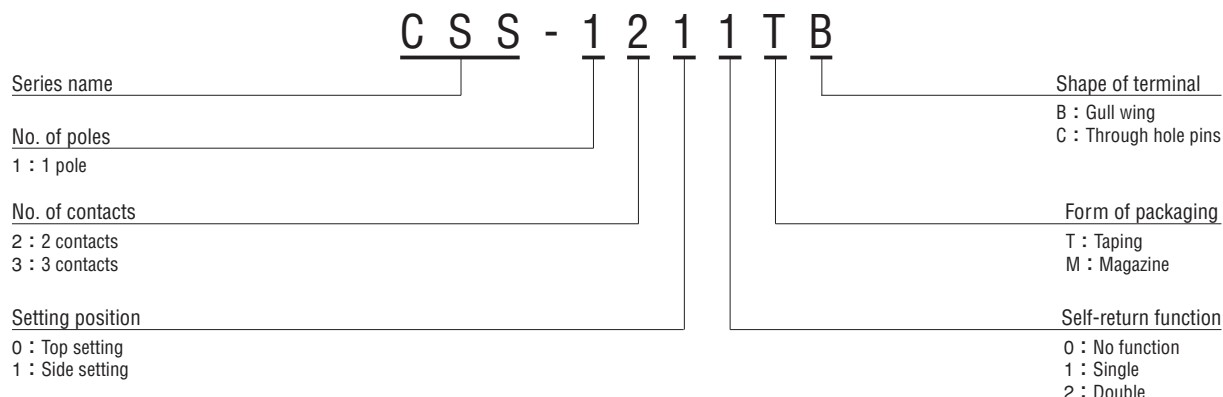 CSS-1211TB
Series name
No. of poles
1 : 1 pole
No. of contacts
2 : 2 contacts
3 : 3 contacts
Setting position
0 : Top setting
1 : Side setting
Shape of terminal
B : Gull wing
C : Through hole pins
Form of packaging
T : Taping
M : Magazine
Self-return function
0 : No function
1 : Single
2 : Double